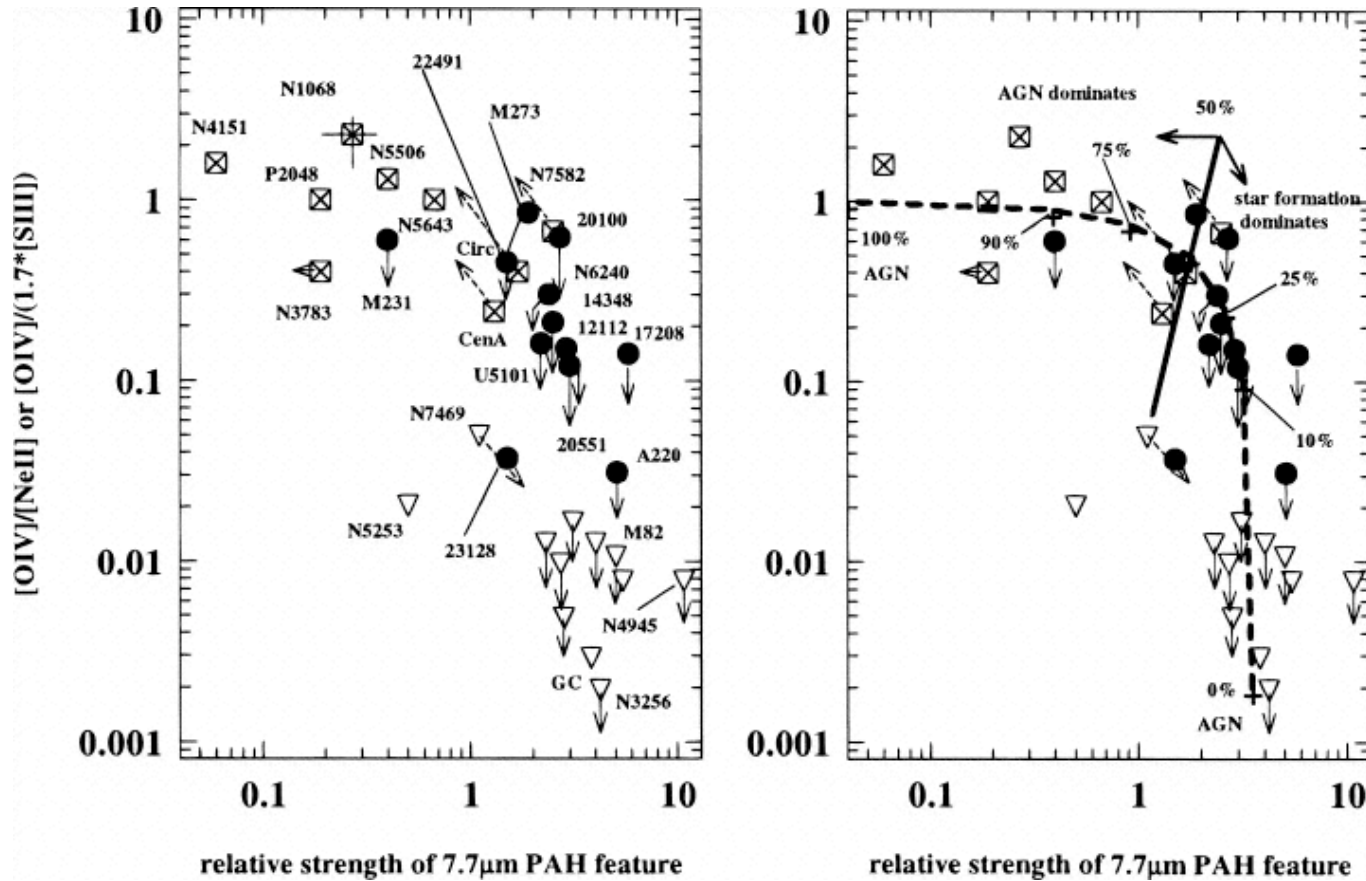 [OIV]/[NeII] or [OIV]/(1.7*[SIII])
10
1
0.1
0.01
0.001
22491
N1068
M273
N4151
N5506
N7582
P2048
20100
N5643
Circ
N6240
M231
14348
N3783
12112
17208
CenA
U5101
N7469
20551
A220
N5253
M82
23128
N4945
GC
N3256
0.1
1
10
relative strength of 7.7μm PAH feature
10
1
0.1
0.01
0.001
AGN dominates
50%
75%
star formation
dominates
100%
90%
AGN
25%
10%
0%
AGN
0.1
1
10
relative strength of 7.7μm PAH feature